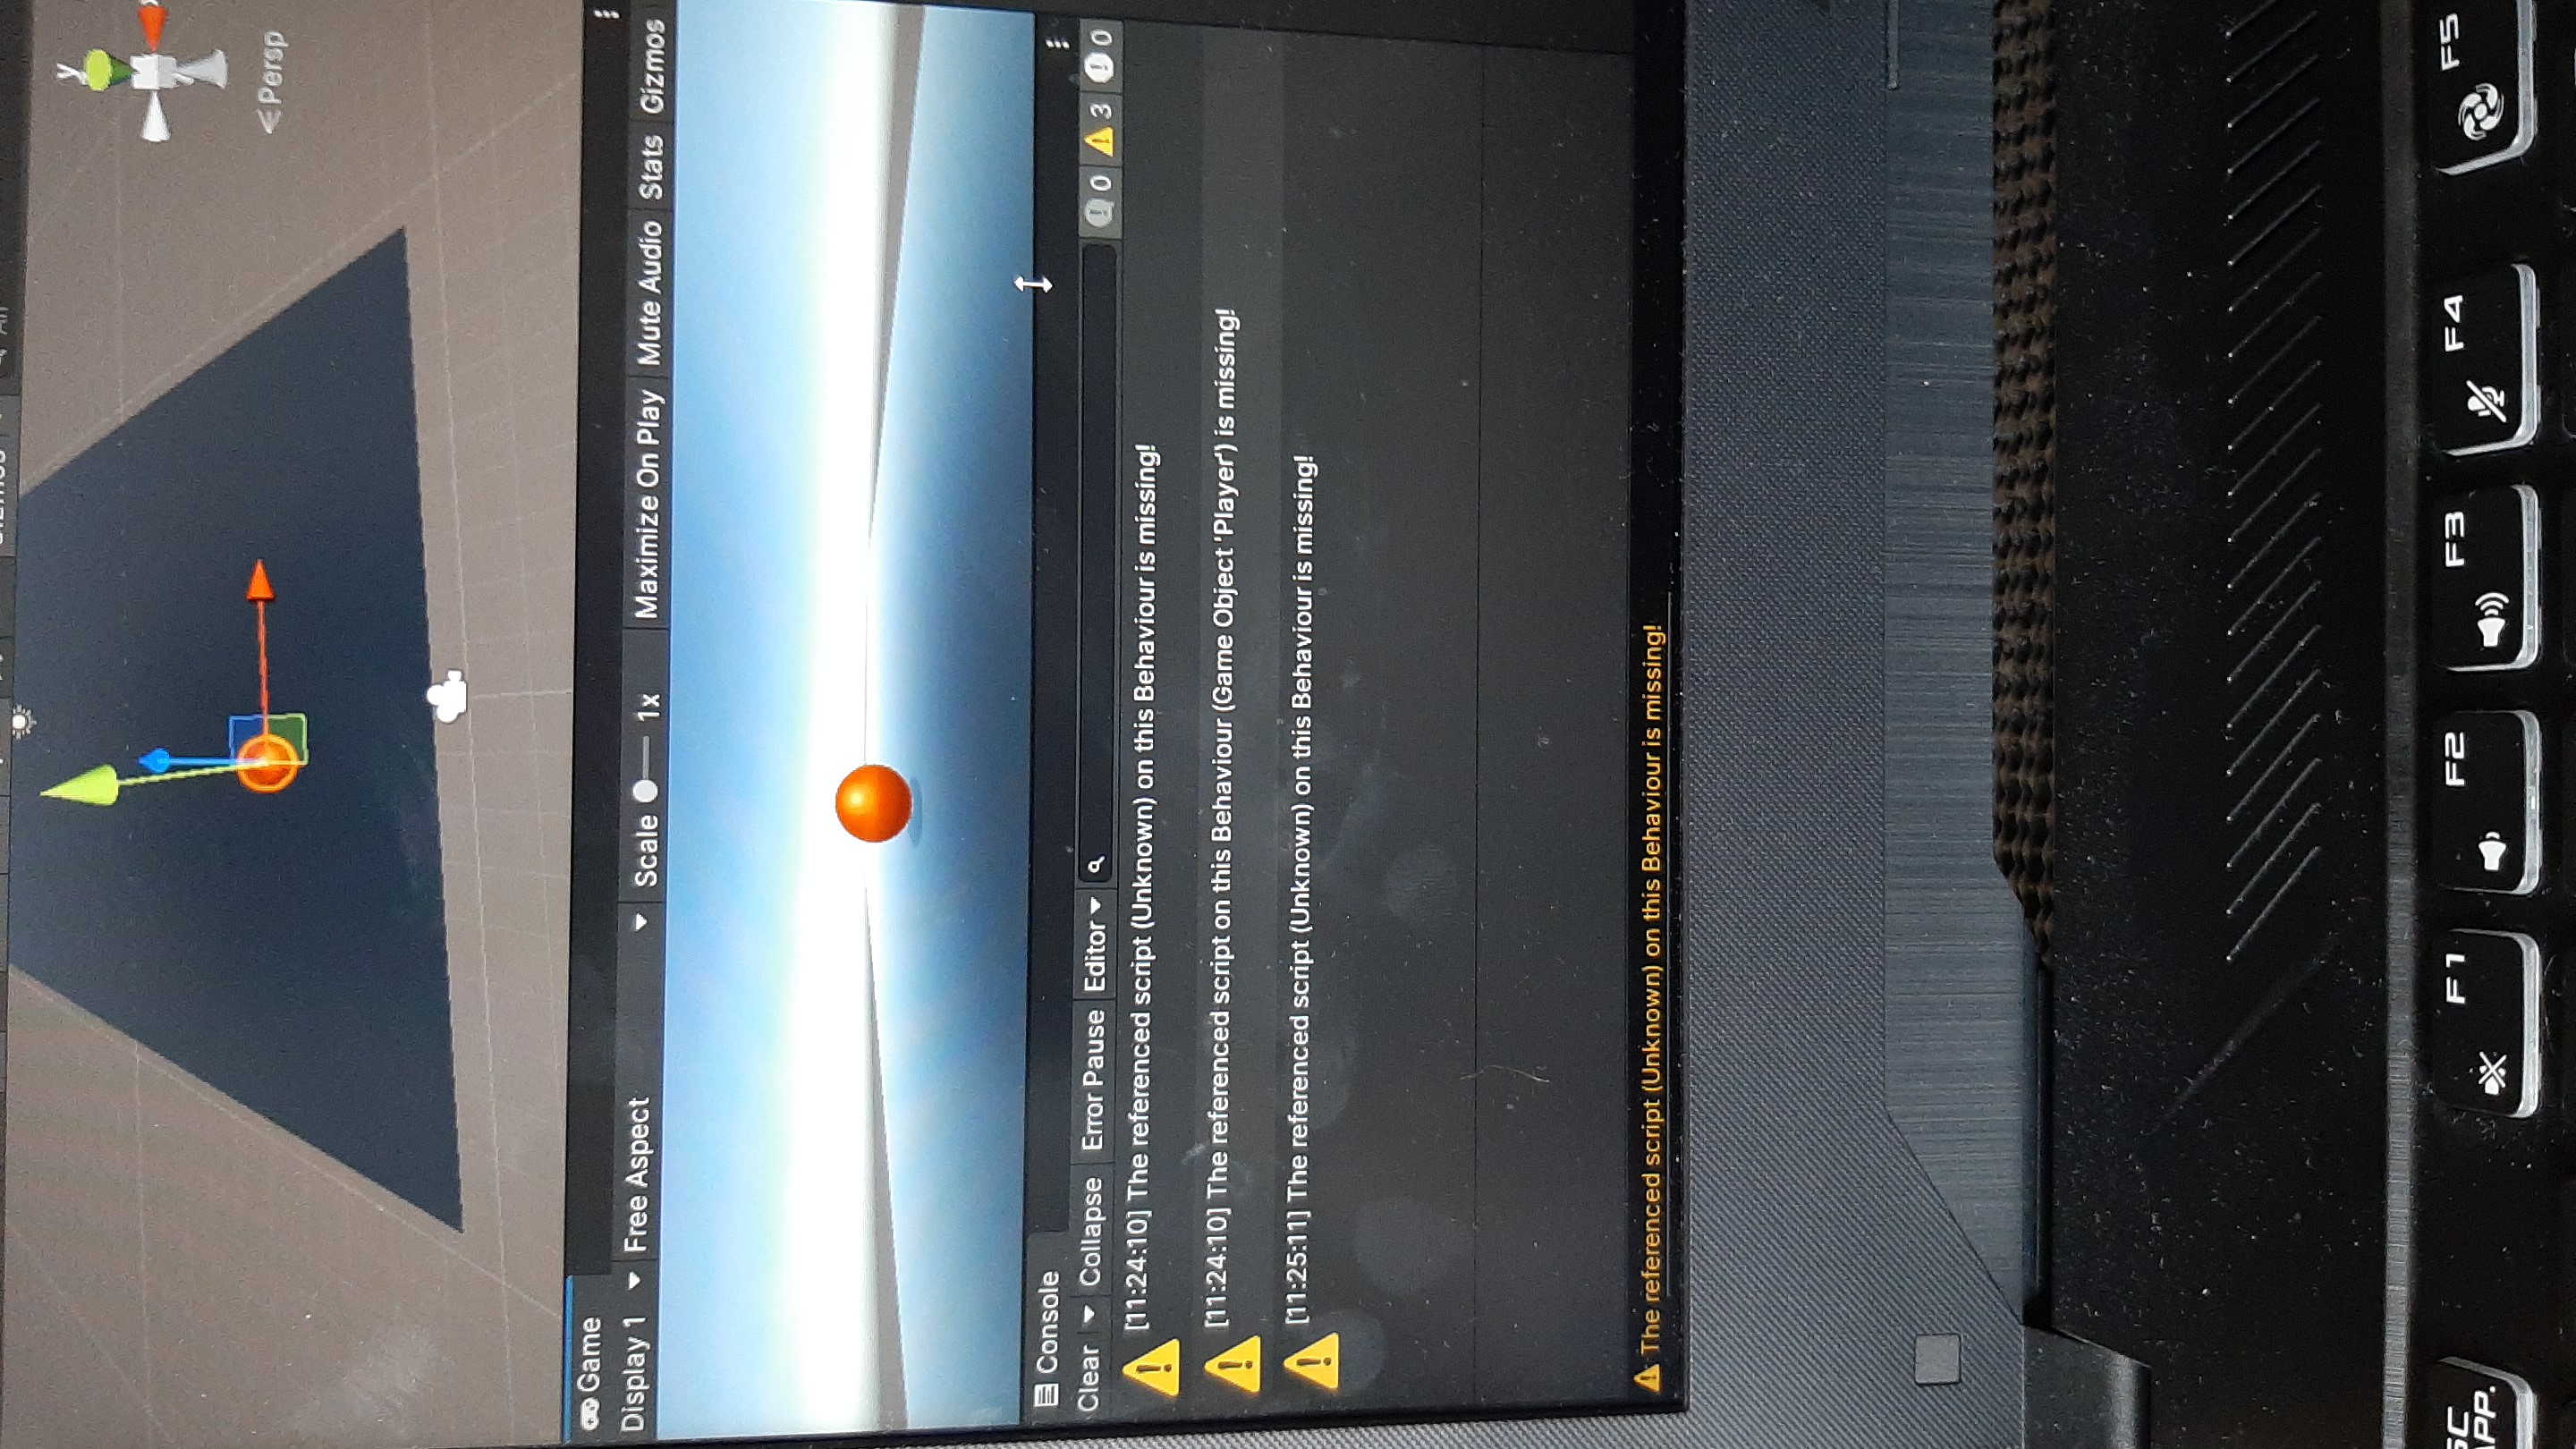 y
Persp
Game
Display 1 Free Aspect Scale 1x Maximize On Play Mute Audio Stats Gizmos
Console
Clear Collapse Error Pause Editor 0 3 0
[11:24:10] The referenced script (Unknown) on this Behaviour is missing!
[11:24:10] The referenced script on this Behaviour (Game Object 'Player') is missing!
[11:25:11] The referenced script (Unknown) on this Behaviour is missing!
The referenced script (Unknown) on this Behaviour is missing!
F1 F2 F3 F4 F5